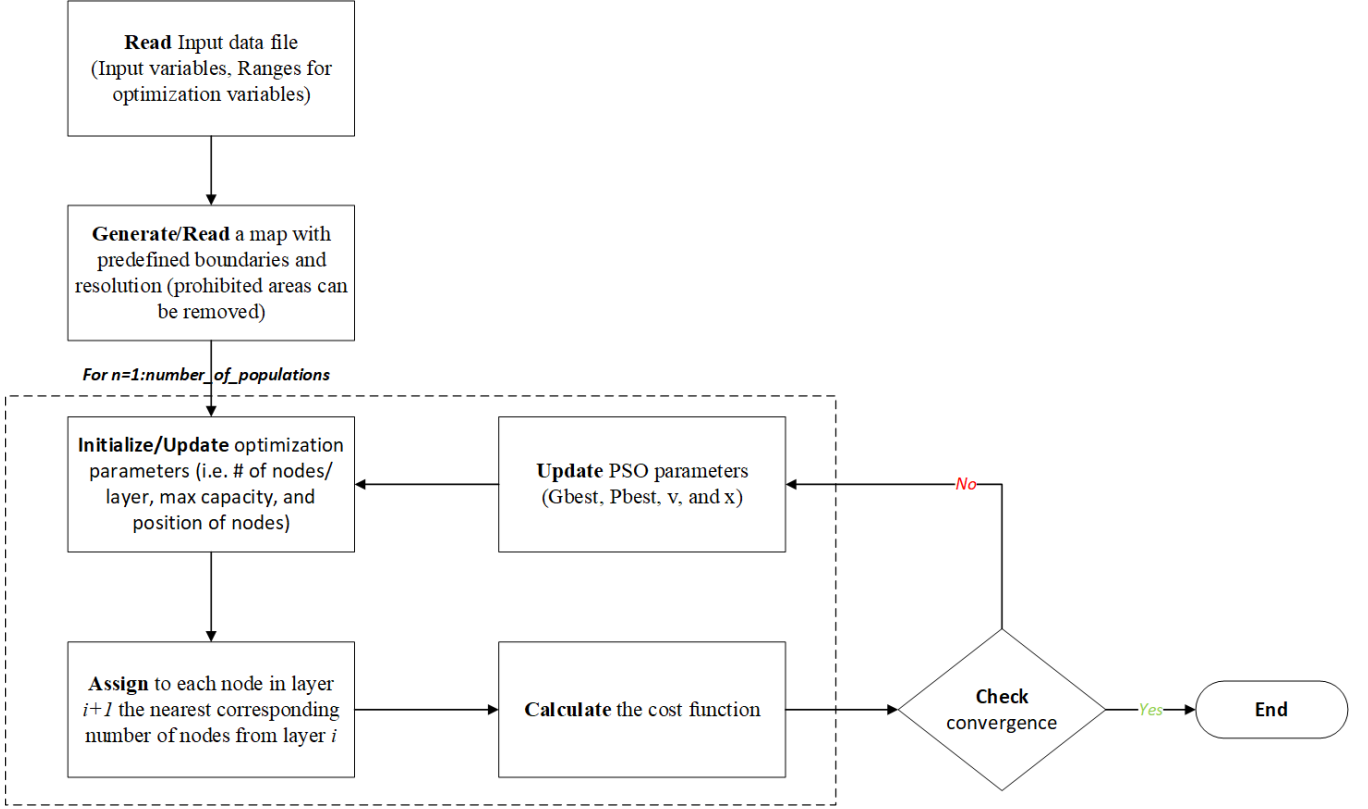 Read Input data file
(Input variables, Ranges for
optimization variables)
Generate/Read a map with
predefined boundaries and
resolution (prohibited areas can
be removed)
For n=1:number_of_populations
Initialize/Update optimization
parameters (i.e. # of nodes/
layer, max capacity, and
position of nodes)
Update PSO parameters
(Gbest, Pbest, v, and x)
No
Assign to each node in layer
i+1 the nearest corresponding
number of nodes from layer i
Calculate the cost function
Check
convergence
Yes
End